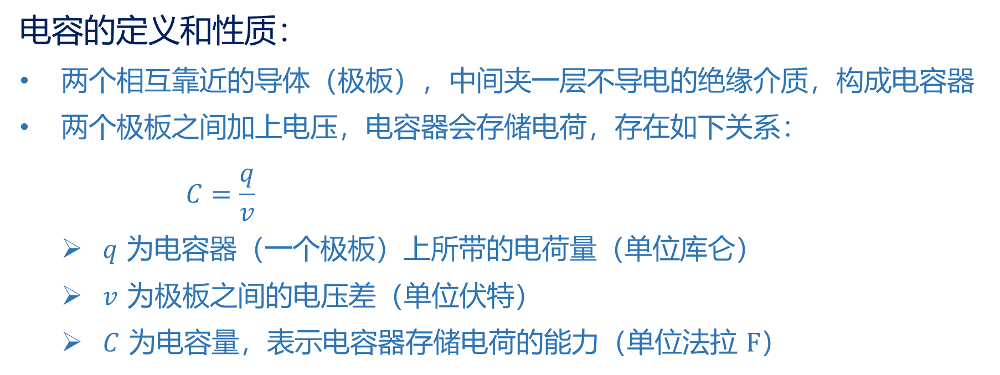 电容的定义和性质：
• 两个相互靠近的导体（极板），中间夹一层不导电的绝缘介质，构成电容器
• 两个极板之间加上电压，电容器会存储电荷，存在如下关系：
C = q/v
➢ q 为电容器（一个极板）上所带的电荷量（单位库仑）
➢ v 为极板之间的电压差（单位伏特）
➢ C 为电容量，表示电容器存储电荷的能力（单位法拉 F）